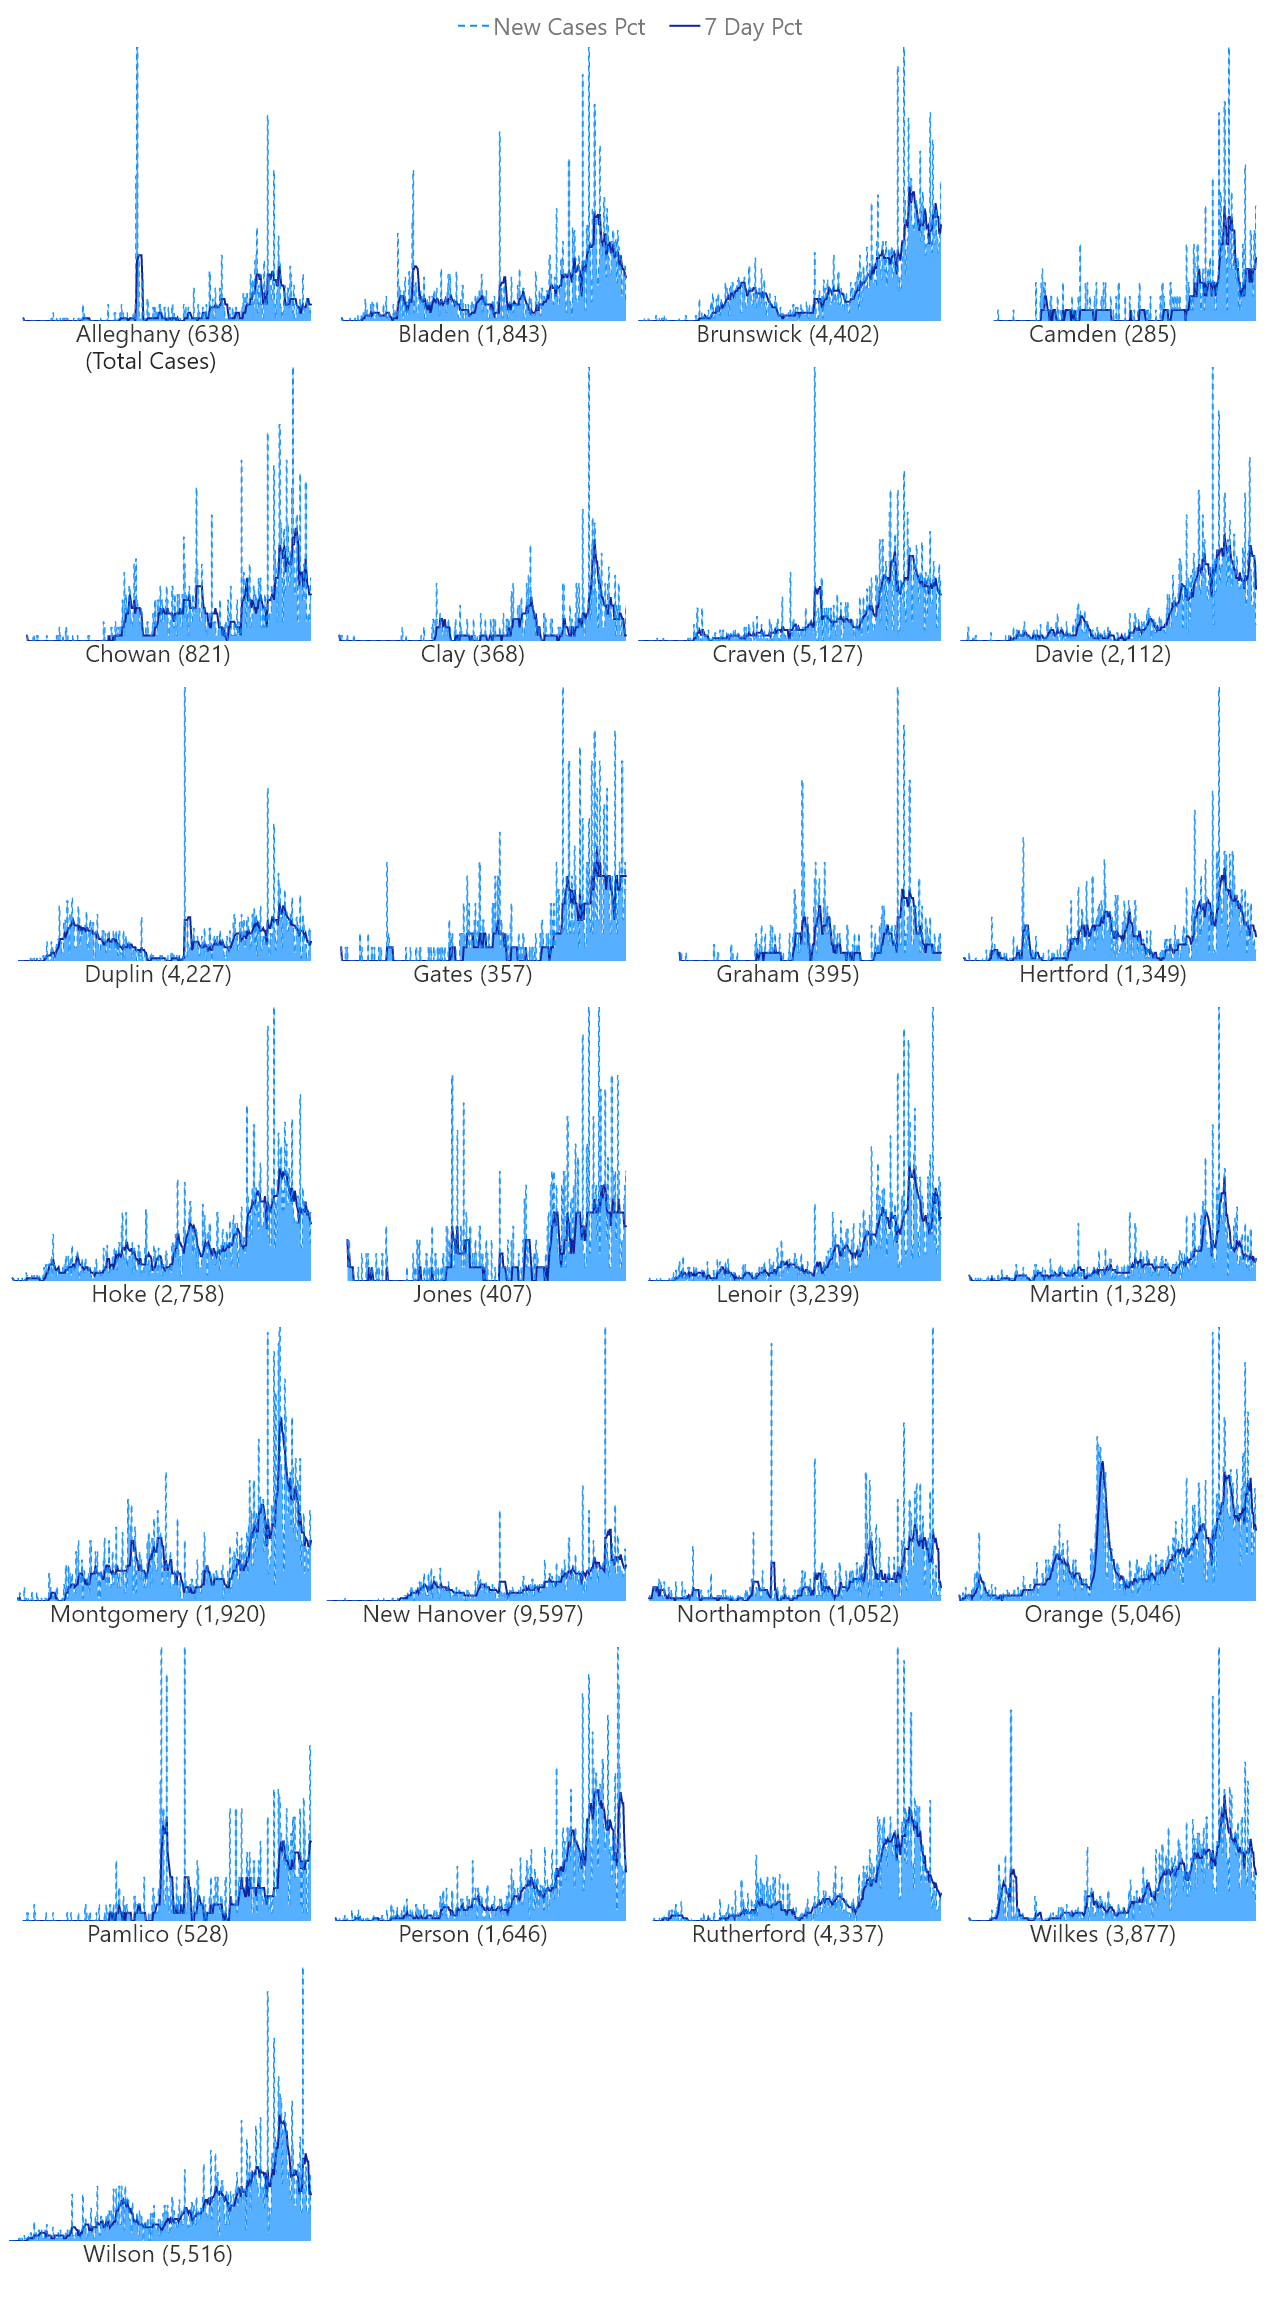 New Cases Pct 7 Day Pct
Alleghany (638) Bladen (1,843) Brunswick (4,402) Camden (285)
(Total Cases)
Chowan (821) Clay (368) Craven (5,127) Davie (2,112)
Duplin (4,227) Gates (357) Graham (395) Hertford (1,349)
Hoke (2,758) Jones (407) Lenoir (3,239) Martin (1,328)
Montgomery (1,920) New Hanover (9,597) Northampton (1,052) Orange (5,046)
Pamlico (528) Person (1,646) Rutherford (4,337) Wilkes (3,877)
Wilson (5,516)